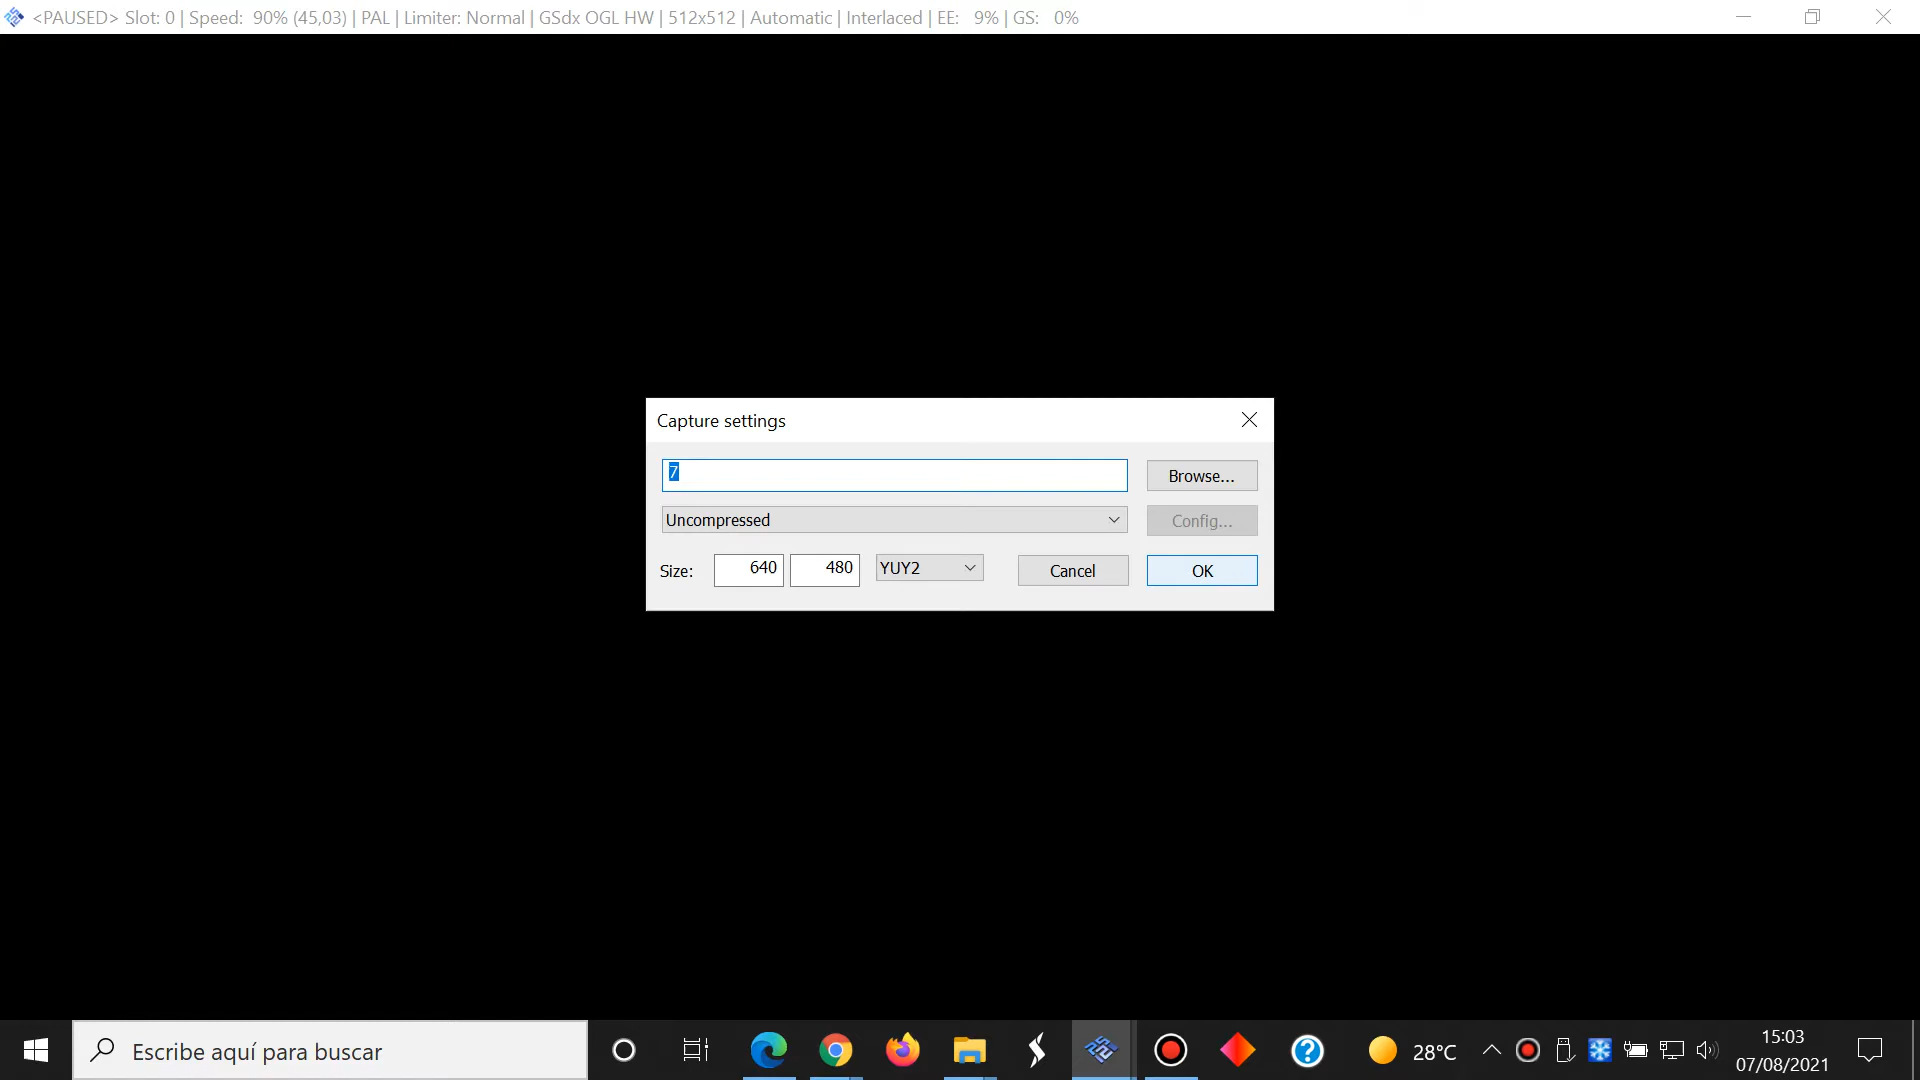 <PAUSED> Slot: 0 | Speed: 90% (45,03) | PAL | Limiter: Normal | GSdx OGL HW | 512x512 | Automatic | Interlaced | EE: 9% | GS: 0%
Capture settings
7
Browse...
Uncompressed
Config...
Size: 640 480 YUY2 Cancel OK
Escribe aquí para buscar
28°C
15:03
07/08/2021